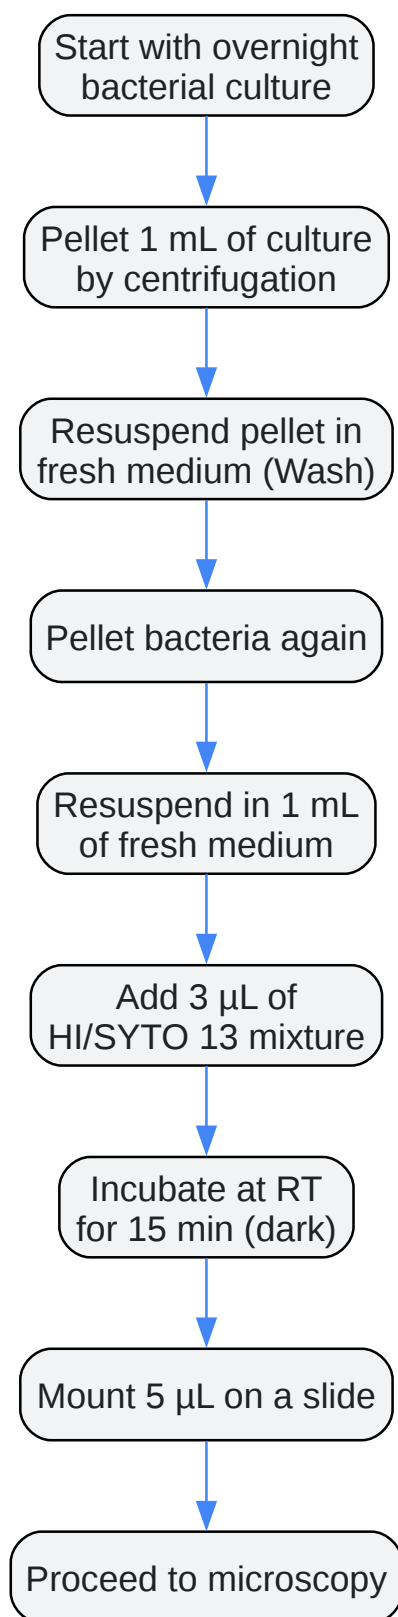 Start with overnight
bacterial culture
Pellet 1 mL of culture
by centrifugation
Resuspend pellet in
fresh medium (Wash)
Pellet bacteria again
Resuspend in 1 mL
of fresh medium
Add 3 µL of
HI/SYTO 13 mixture
Incubate at RT
for 15 min (dark)
Mount 5 µL on a slide
Proceed to microscopy